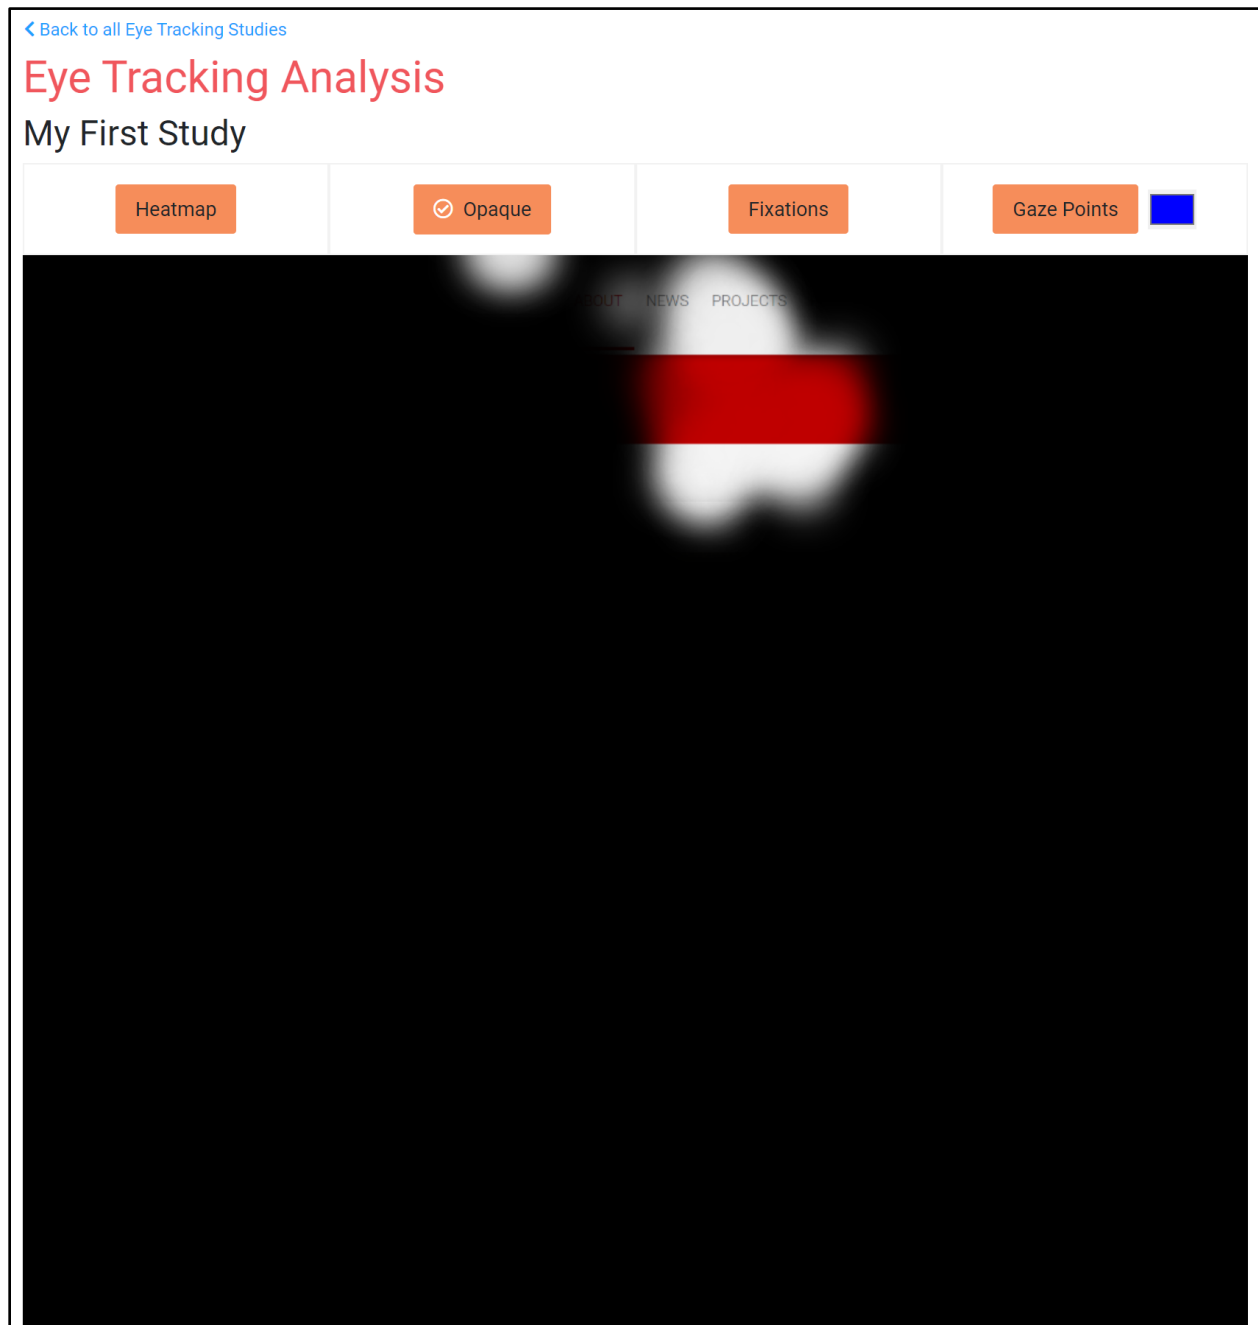 Back to all Eye Tracking Studies
Eye Tracking Analysis
My First Study
Heatmap Opaque Fixations Gaze Points
NEWS PROJECTS